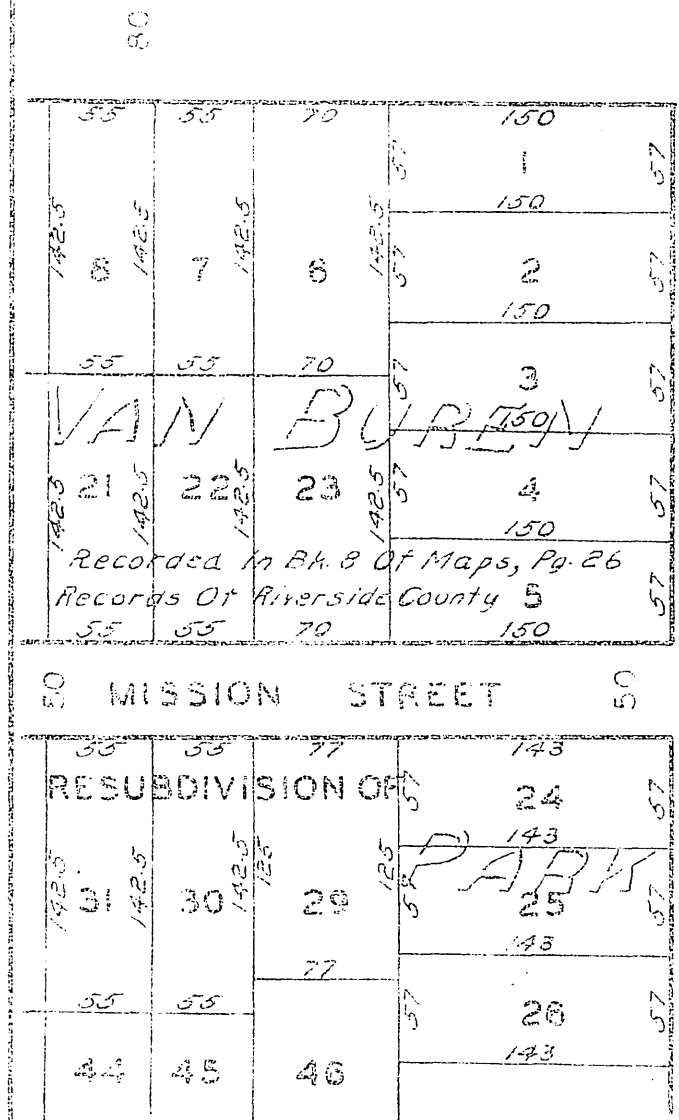 80
55 55 70 150
57 1 57
150
142.5 8 142.5 7 142.5 6 142.5
57 2 57
150
55 55 70
57 3 57
150
VAN BUREN
142.5 21 142.5 22 142.5 23 142.5 57 4 57
150
Recorded In Bk. 8 Of Maps, Pg. 26
Records Of Riverside County 5 57
55 55 70 150
50 MISSION STREET 50
55 55 77 143
RESUBDIVISION OF 57 24 57
143
PARK
142.5 31 142.5 30 142.5 125 29 125 57 25 57
143
77
55 55
57 26 57
143
44 45 46